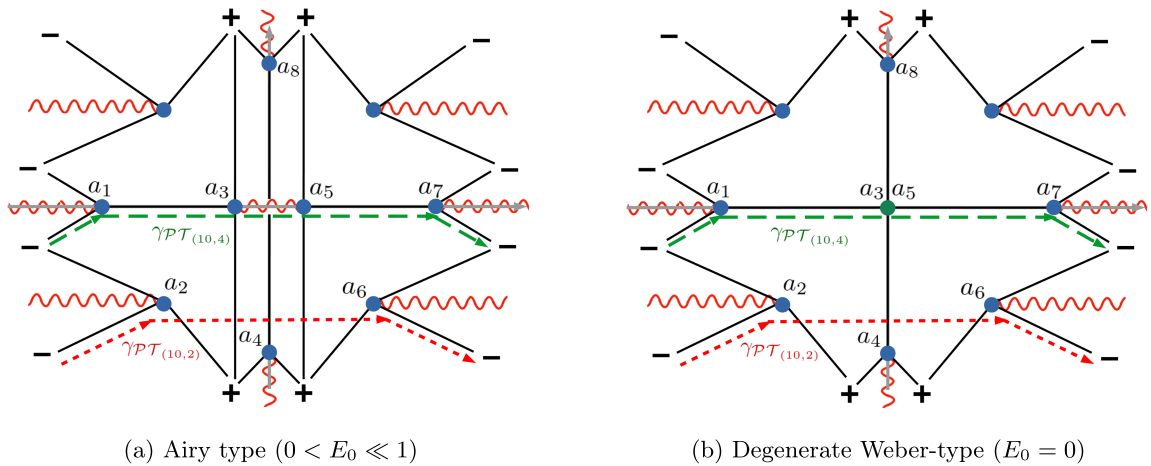 + + + +
− a₈ − − a₈ −
− − − −
a₁ a₃ a₅ a₇ a₁ a₃ a₅ a₇
− γ𝒫𝒯₍₁₀,₄₎ − − γ𝒫𝒯₍₁₀,₄₎ −
a₂ a₆ a₂ a₆
− γ𝒫𝒯₍₁₀,₂₎ a₄ − − γ𝒫𝒯₍₁₀,₂₎ a₄ −
+ + + +
(a) Airy type (0 < E₀ ≪ 1) (b) Degenerate Weber-type (E₀ = 0)